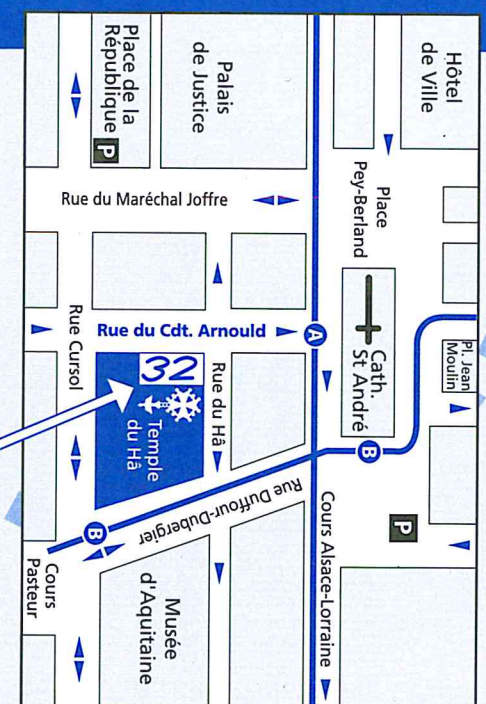 Hôtel
de Ville
Palais
de Justice
Place de la
République
P
Place
Pey-Berland
Rue du Maréchal Joffre
Cath.
St André
Pl. Jean
Moulin
A
Rue du Cdt. Arnould
Rue Cursol
32
Rue du Hâ
Temple
du Hâ
B
P
Rue Duffour-Dubergier
Cours Alsace-Lorraine
B
Cours
Pasteur
Musée
d'Aquitaine